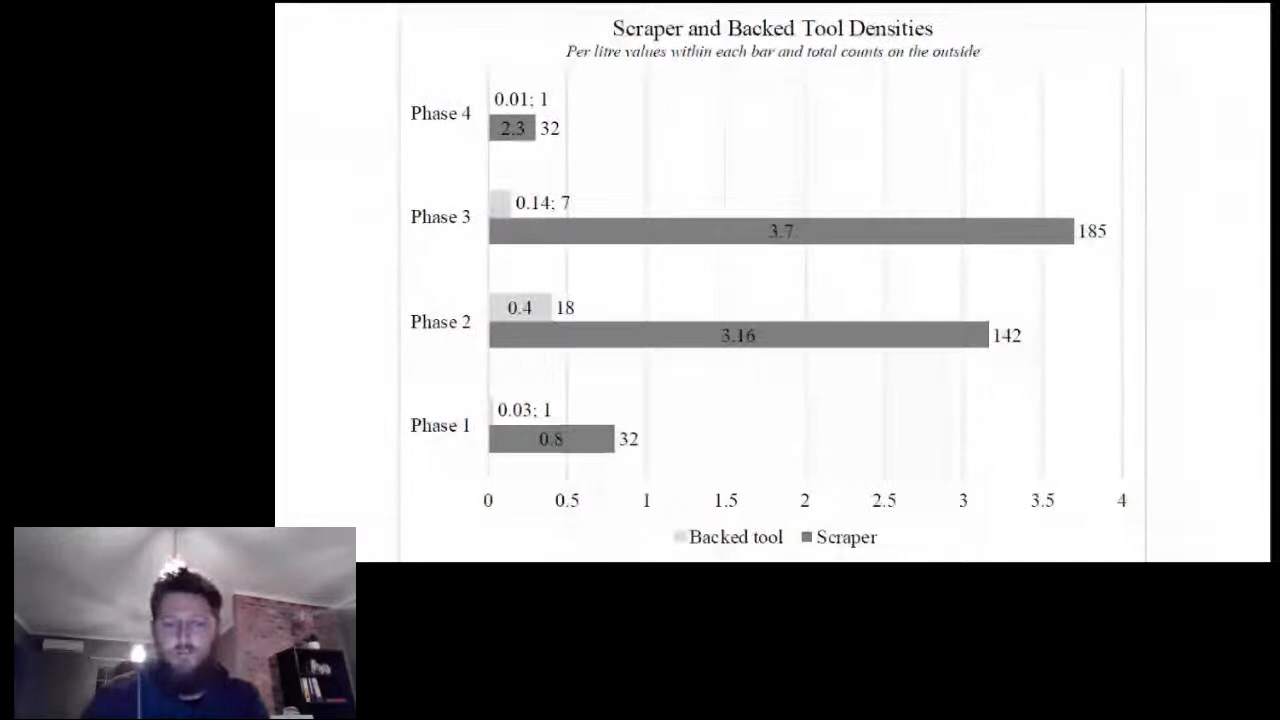 Scraper and Backed Tool Densities
Per litre values within each bar and total counts on the outside
Phase 4
0.01; 1
2.3 32
Phase 3
0.14; 7
3.7 185
Phase 2
0.4 18
3.16 142
Phase 1
0.03; 1
0.8 32
0 0.5 1 1.5 2 2.5 3 3.5 4
Backed tool Scraper